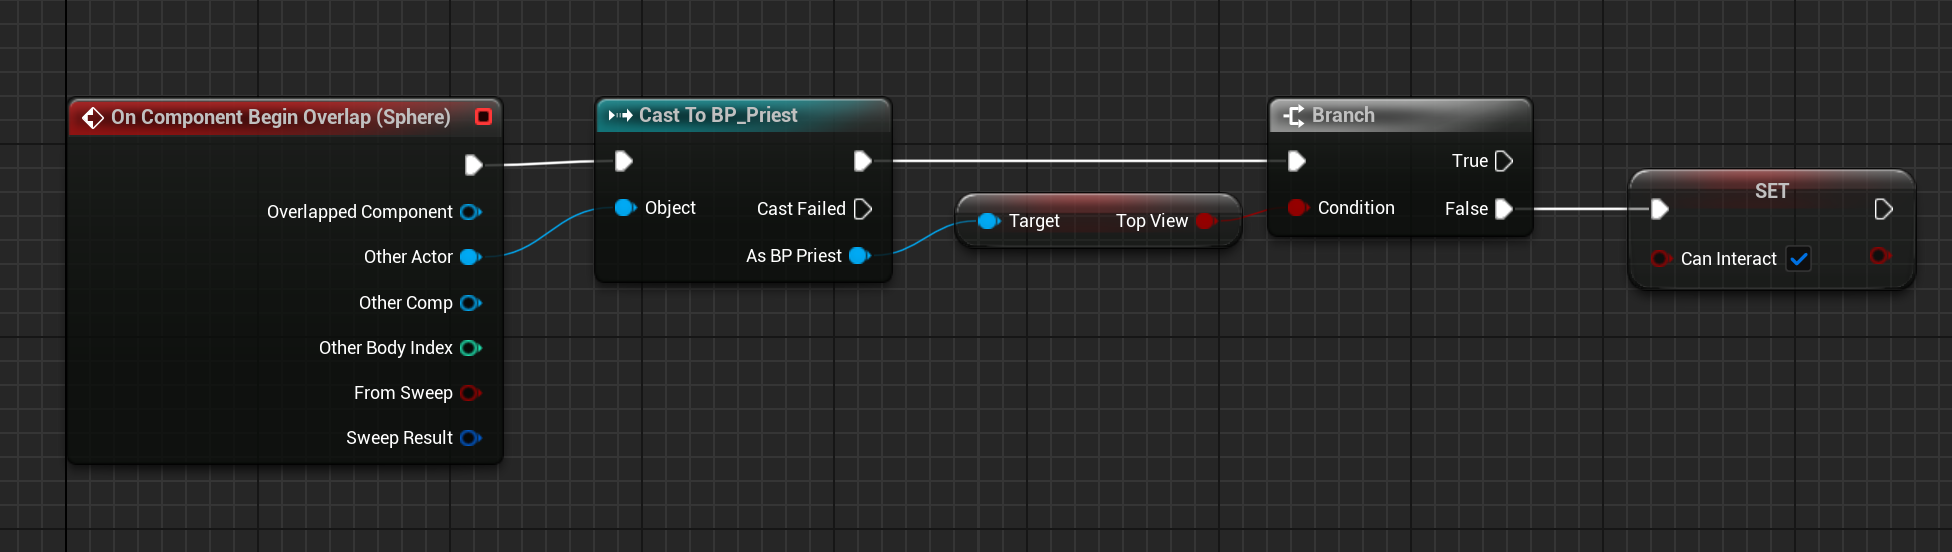 On Component Begin Overlap (Sphere)
Overlapped Component
Other Actor
Other Comp
Other Body Index
From Sweep
Sweep Result
Cast To BP_Priest
Object
Cast Failed
As BP Priest
Target
Top View
Branch
True
Condition
False
SET
Can Interact